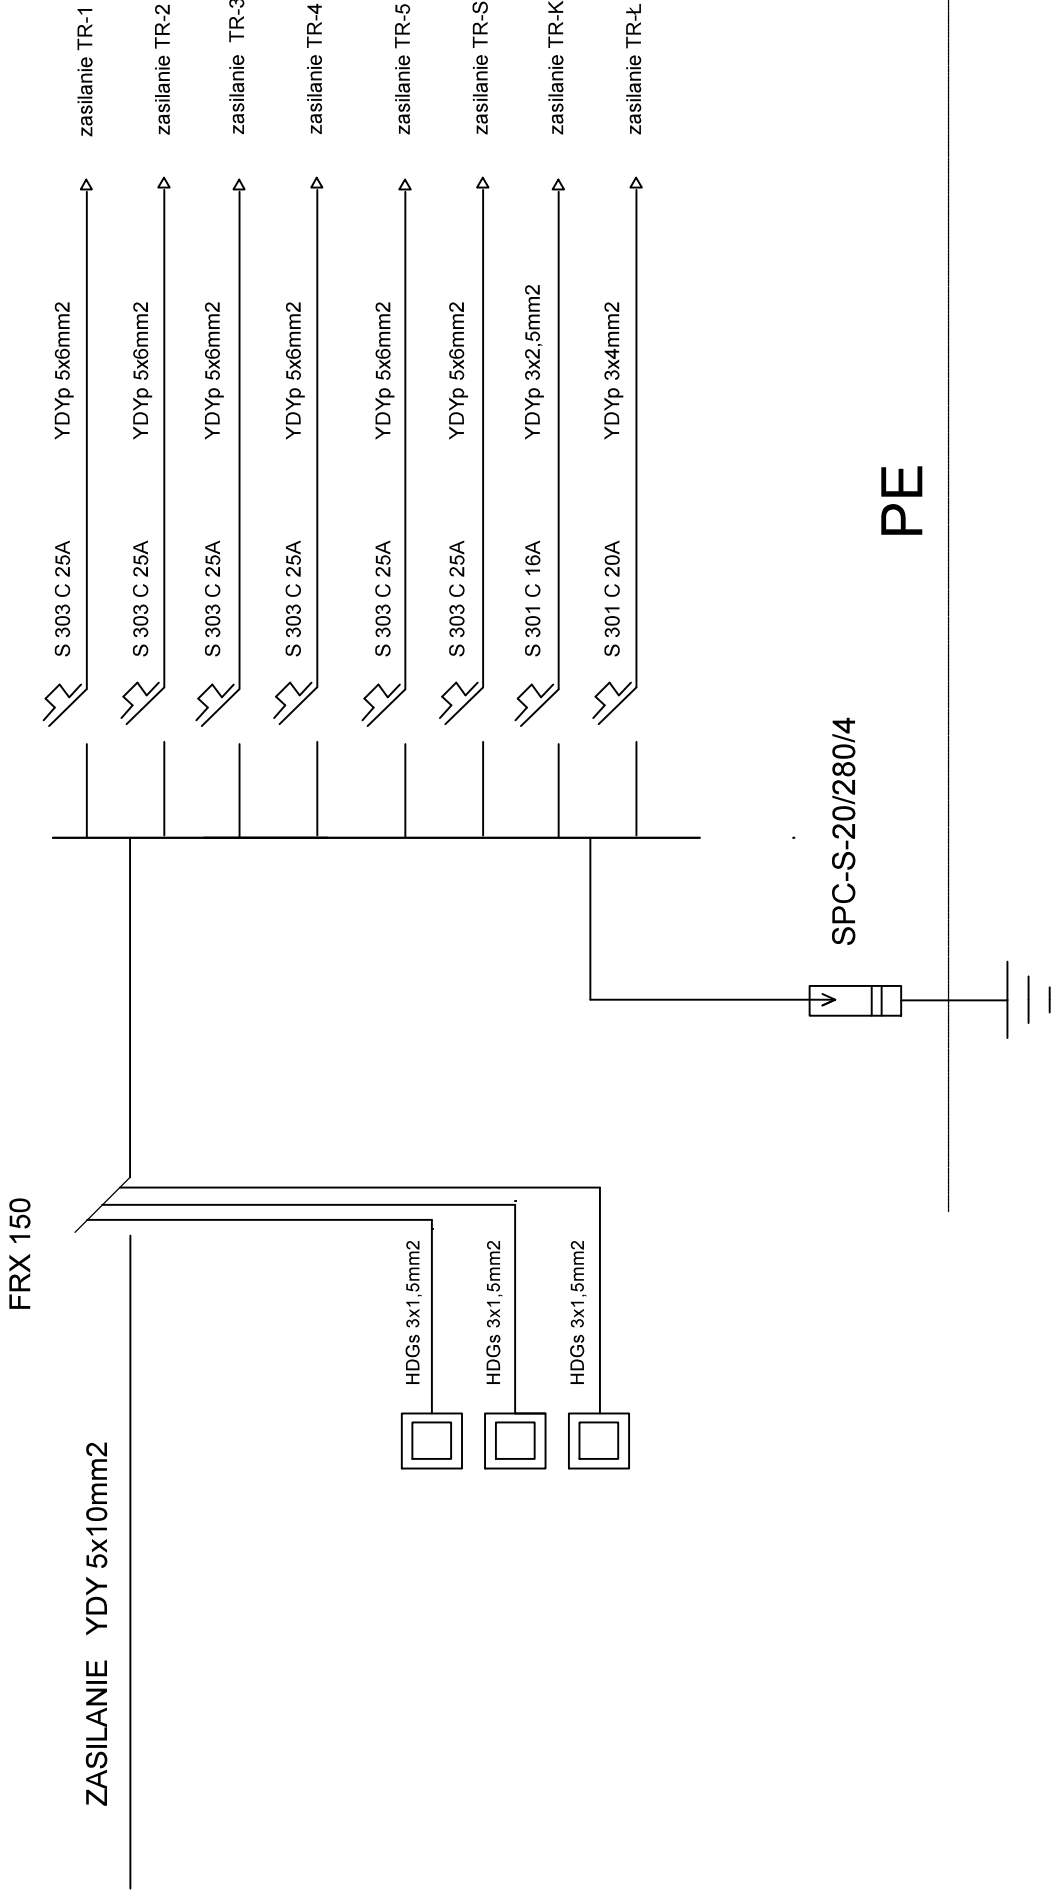 zasilanie TR-1
zasilanie TR-2
zasilanie TR-3
zasilanie TR-4
zasilanie TR-5
zasilanie TR-S
zasilanie TR-K
zasilanie TR-Ł
YDYp 5x6mm2
YDYp 5x6mm2
YDYp 5x6mm2
YDYp 5x6mm2
YDYp 5x6mm2
YDYp 5x6mm2
YDYp 3x2,5mm2
YDYp 3x4mm2
S 303 C 25A
S 303 C 25A
S 303 C 25A
S 303 C 25A
S 303 C 25A
S 303 C 25A
S 301 C 16A
S 301 C 20A
PE
SPC-S-20/280/4
FRX 150
HDGs 3x1,5mm2
HDGs 3x1,5mm2
HDGs 3x1,5mm2
ZASILANIE YDY 5x10mm2